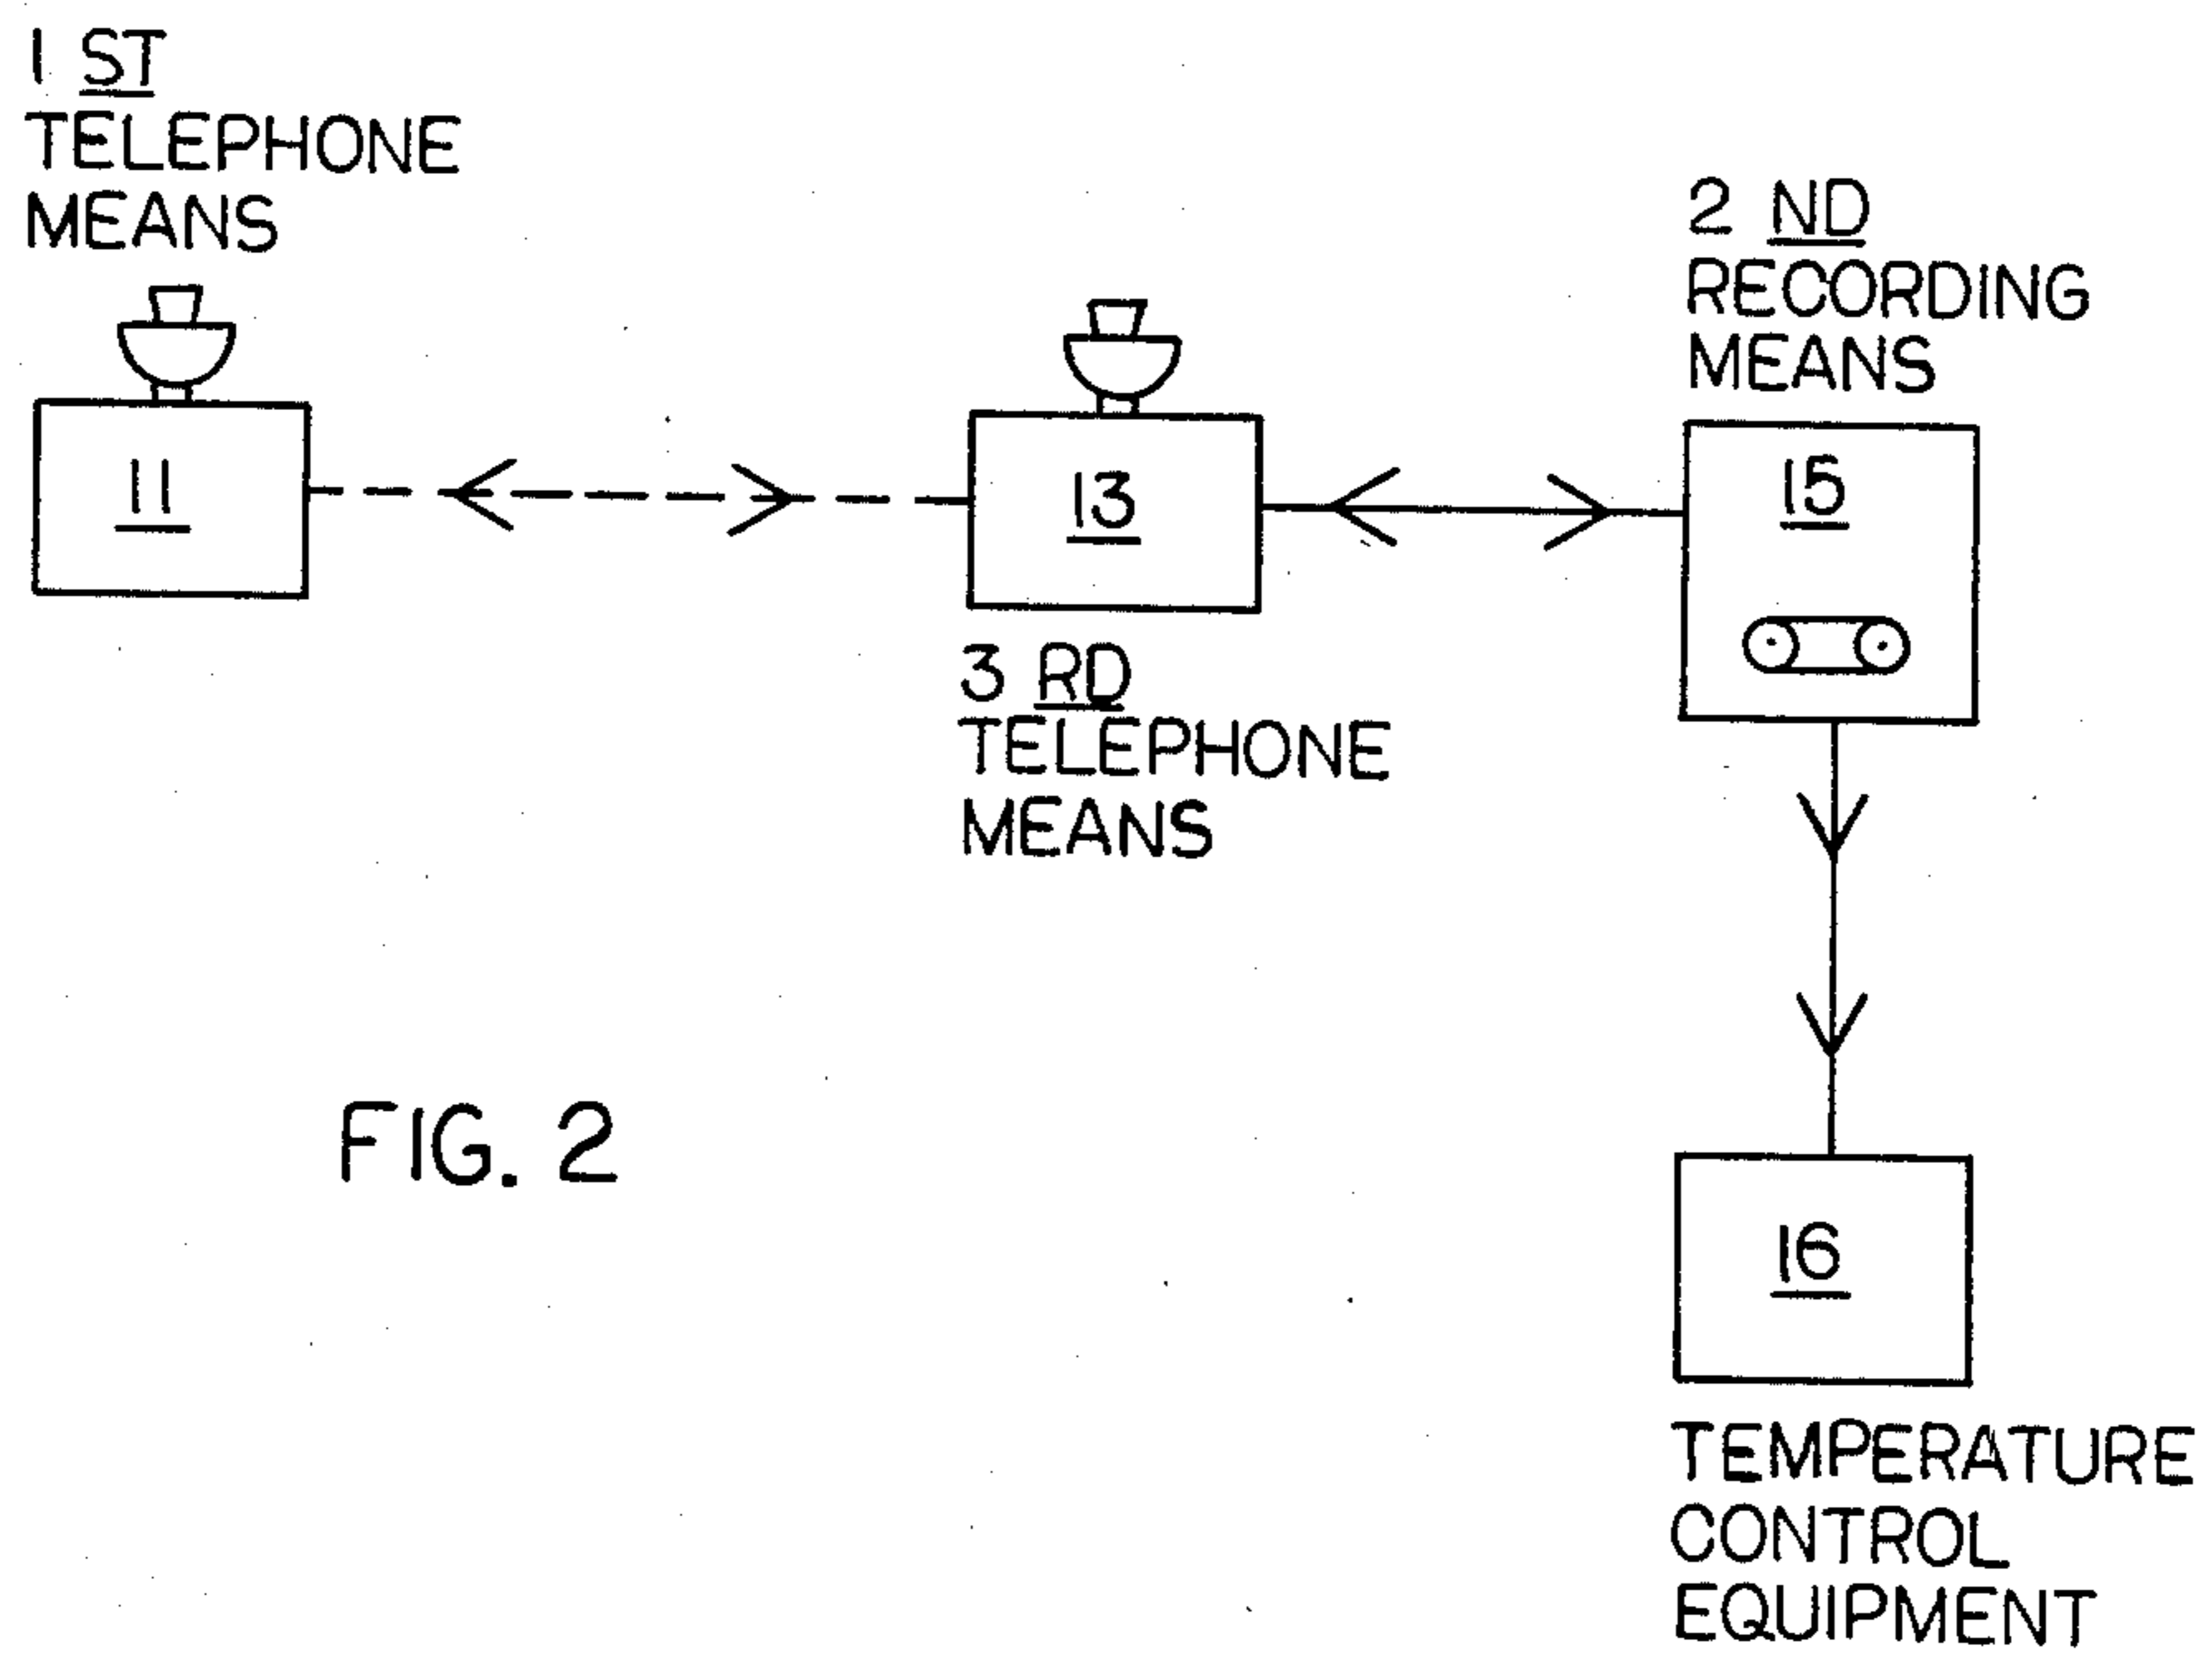 1 ST
TELEPHONE
MEANS
11
13
3 RD
TELEPHONE
MEANS
2 ND
RECORDING
MEANS
15
16
TEMPERATURE
CONTROL
EQUIPMENT
FIG. 2